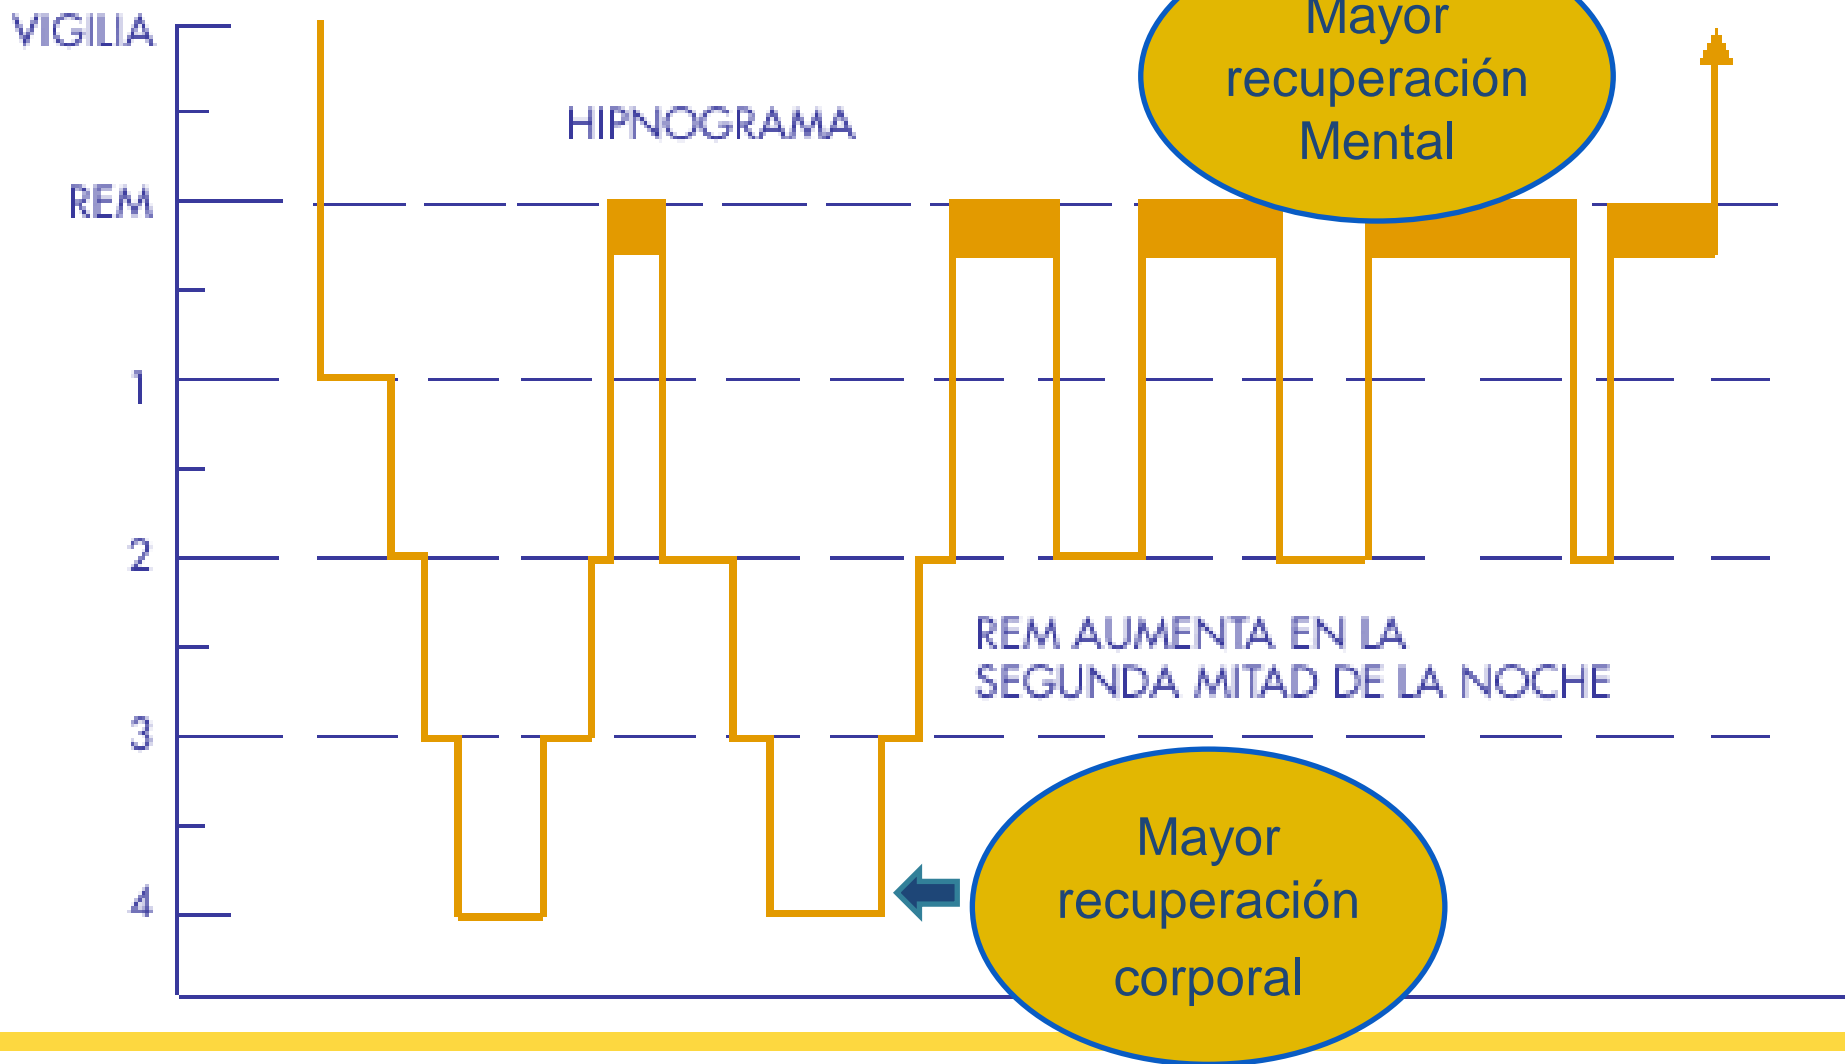 VIGILIA
Mayor
recuperación
Mental
HIPNOGRAMA
REM
1
2
REM AUMENTA EN LA
SEGUNDA MITAD DE LA NOCHE
3
Mayor
recuperación
corporal
4